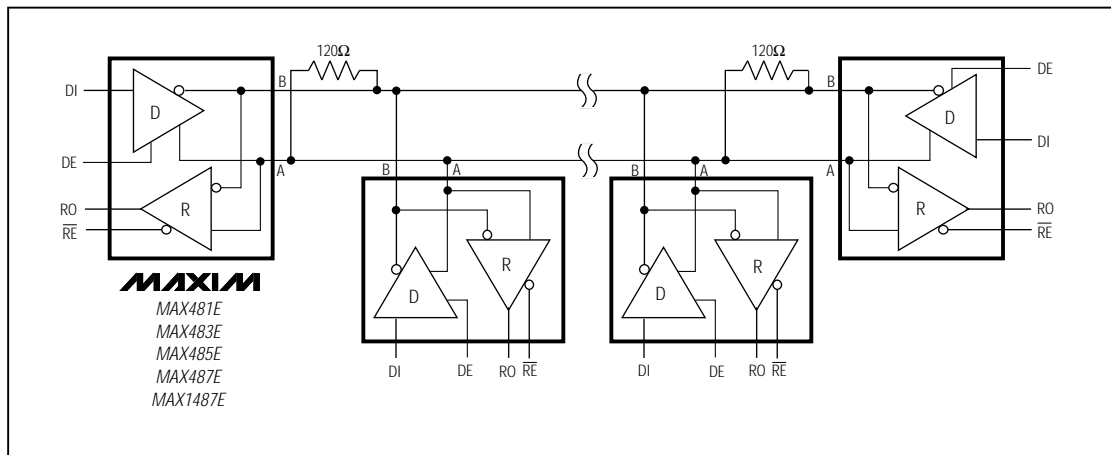 120Ω
120Ω
DI
D
B
DE
A
RO
R
RE
B
D
DE
DI
A
R
RO
RE
B
A
D
R
DI
DE
RO
RE
B
A
D
R
DI
DE
RO
RE
MAXIM
MAX481E
MAX483E
MAX485E
MAX487E
MAX1487E